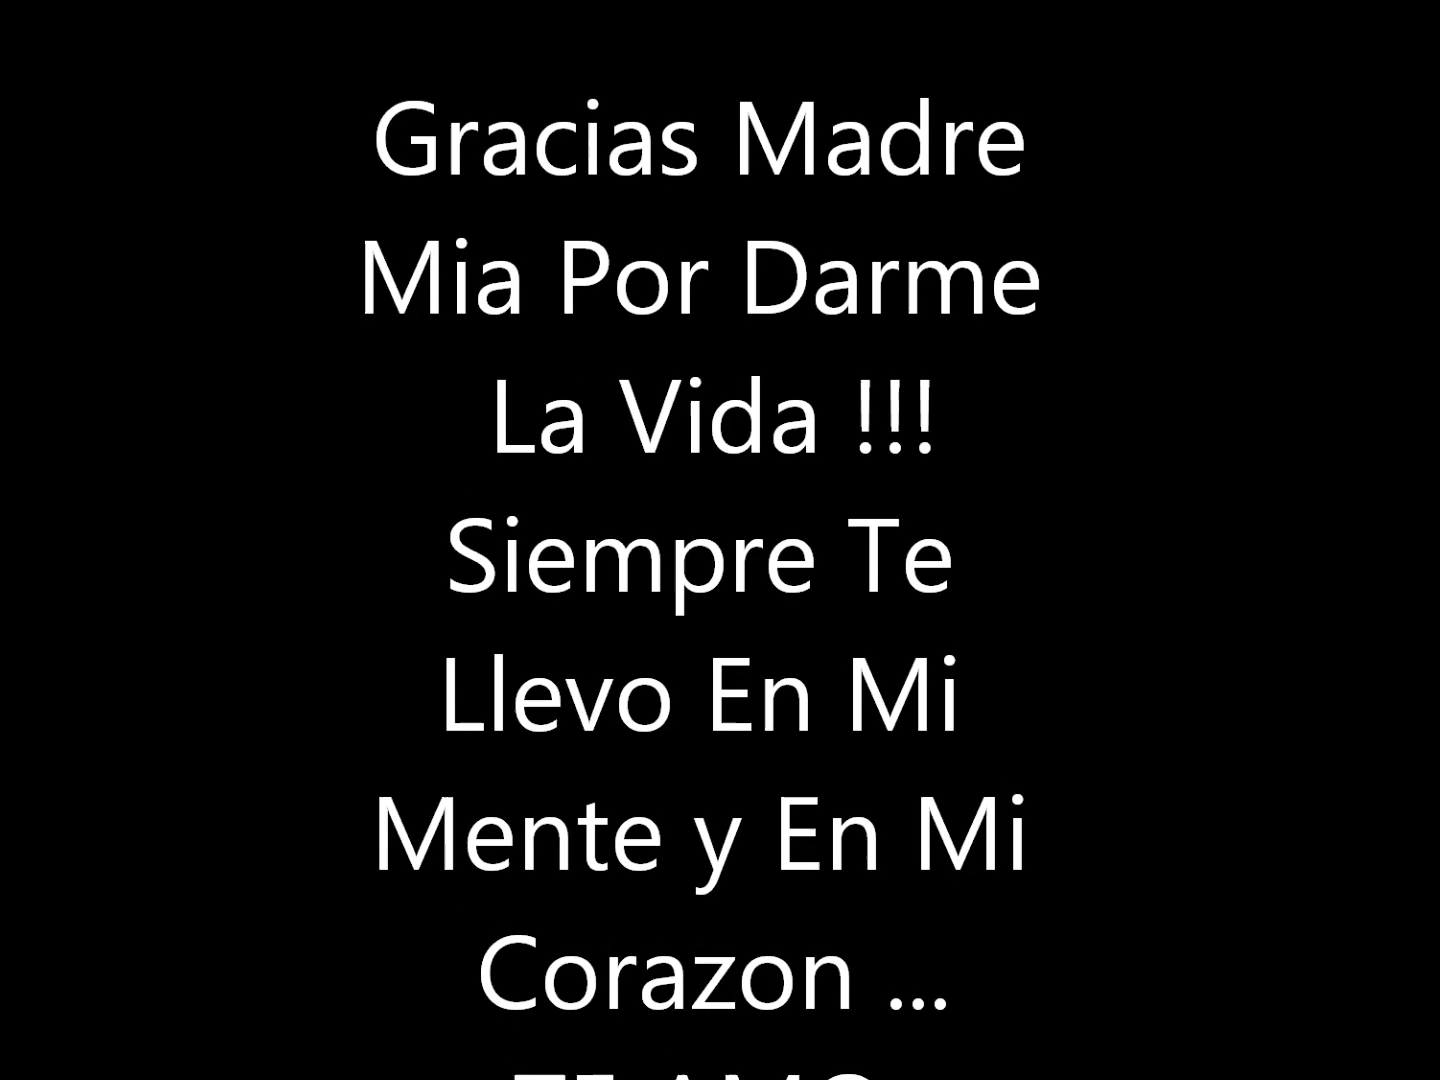 Gracias Madre
Mia Por Darme
La Vida !!!
Siempre Te
Llevo En Mi
Mente y En Mi
Corazon ...